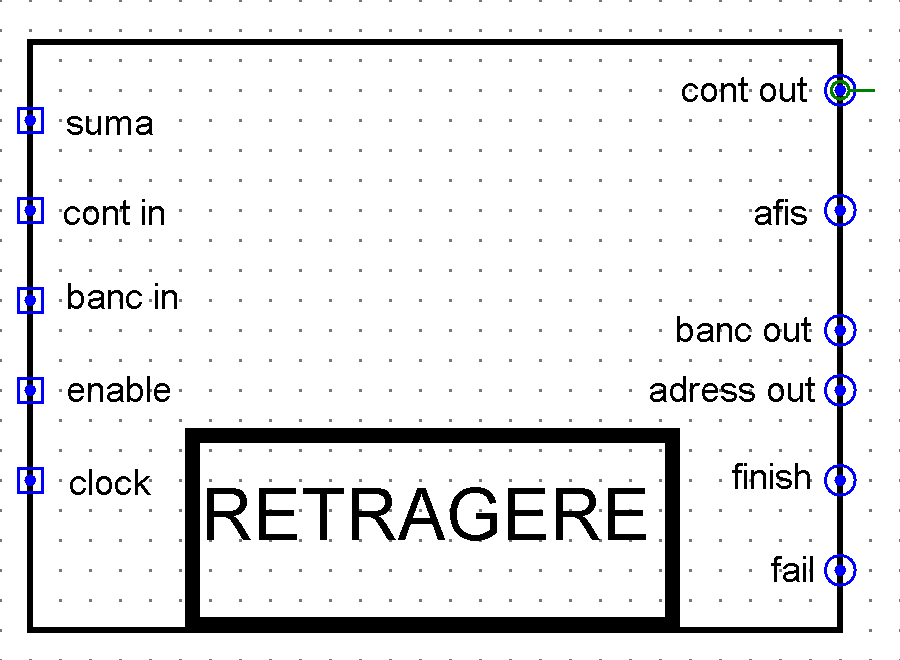 suma
cont in
banc in
enable
clock
cont out
afis
banc out
adress out
finish
fail
RETRAGERE